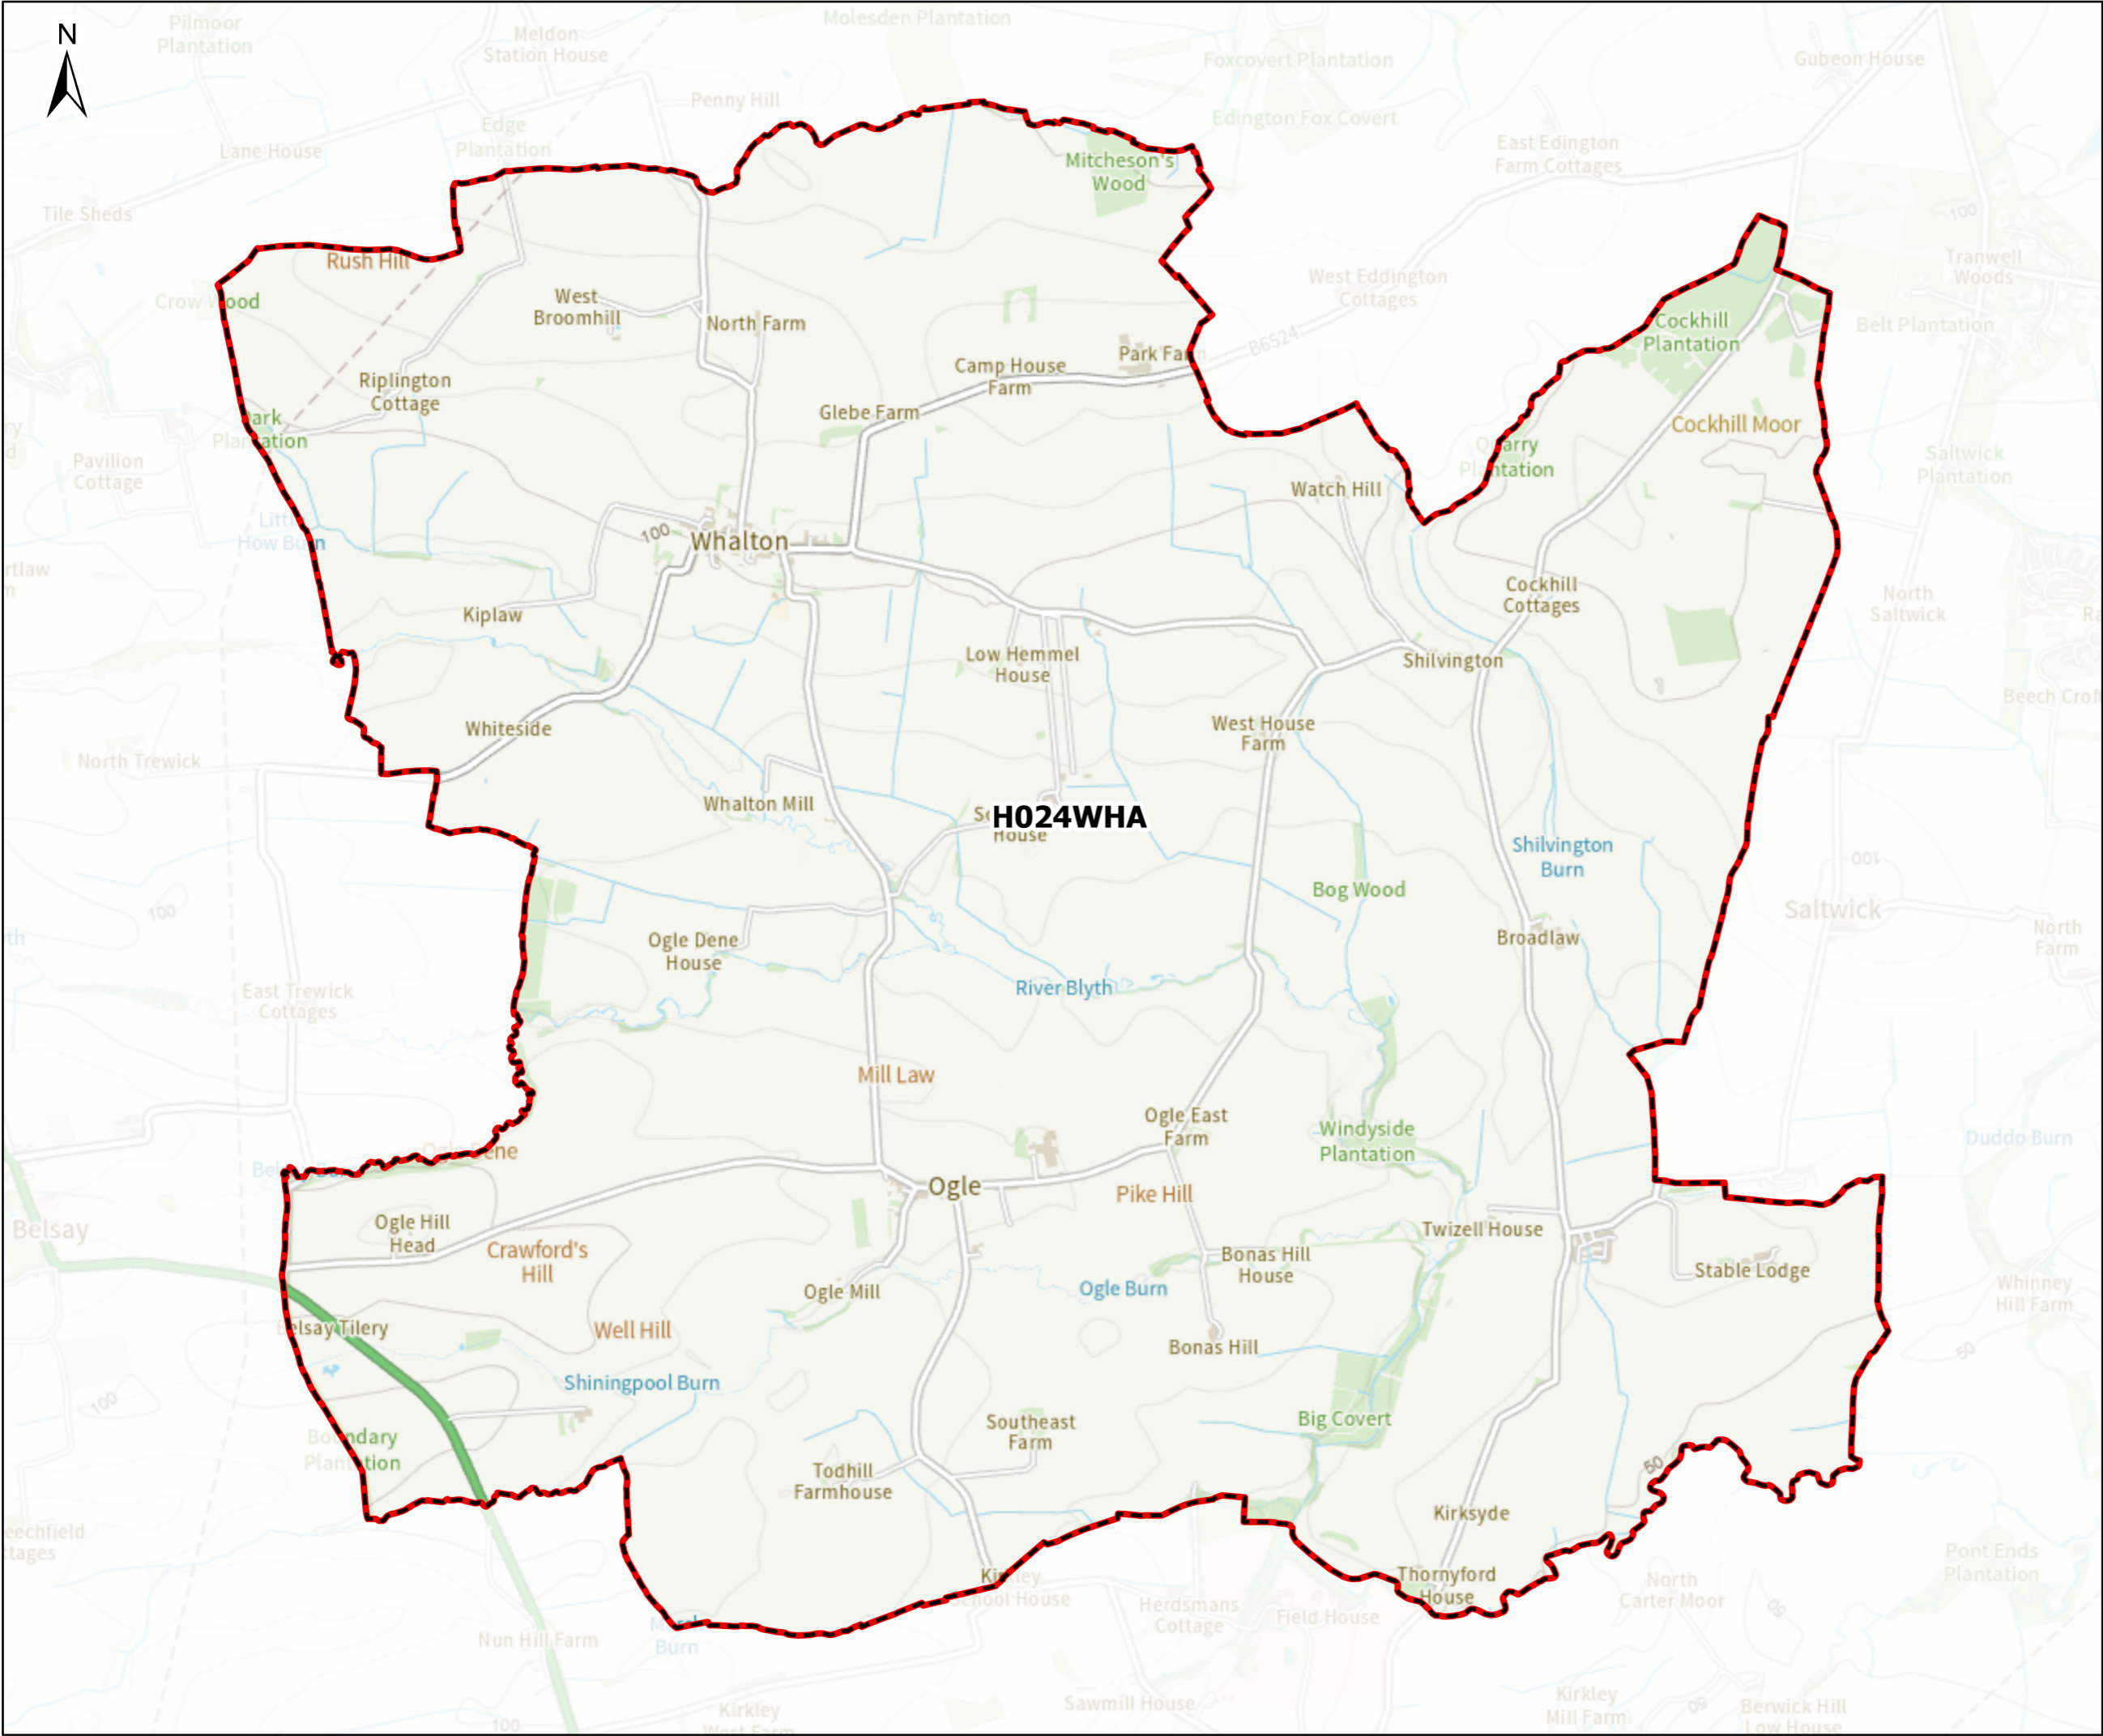 N
Pilmoor
Plantation
Molesden Plantation
Meldon
Station House
Foxcovert Plantation
Gubeon House
Penny Hill
Edington Fox Covert
Edge
Plantation
Lane House
East Edington
Farm Cottages
Mitcheson's
Wood
Tile Sheds
100
Rush Hill
Tranwell
Woods
Crow Wood
West Eddington
Cottages
West
Broomhill
North Farm
Cockhill
Plantation
Belt Plantation
B6524
Park Farm
Camp House
Farm
Riplington
Cottage
Glebe Farm
Cockhill Moor
Park
Plantation
Quarry
Plantation
Pavilion
Cottage
Saltwick
Plantation
Watch Hill
Little
How Burn
100
Whalton
Cockhill
Cottages
North
Saltwick
Kiplaw
Low Hemmel
House
Shilvington
Beech Croft
Whiteside
West House
Farm
North Trewick
Whalton Mill
H024WHA
House
Shilvington
Burn
100
Bog Wood
Saltwick
100
Ogle Dene
House
Broadlaw
North
Farm
River Blyth
East Trewick
Cottages
Mill Law
Ogle East
Farm
Windyside
Plantation
Duddo Burn
Ogle Dene
Belsay Burn
Ogle
Pike Hill
Belsay
Ogle Hill
Head
Crawford's
Hill
Twizell House
Bonas Hill
House
Stable Lodge
Ogle Mill
Ogle Burn
Whinney
Hill Farm
Belsay Tilery
Well Hill
Bonas Hill
50
Shiningpool Burn
100
Big Covert
Southeast
Farm
Boundary
Plantation
Todhill
Farmhouse
50
Kirksyde
Pont Ends
Plantation
Thornyford
House
Kirkley
School House
North
Carter Moor
Herdsmans
Cottage
Field House
50
Nun Hill Farm
Burn
Sawmill House
Kirkley
Mill Farm
50
Berwick Hill
Low House
Kirkley
West Farm
100